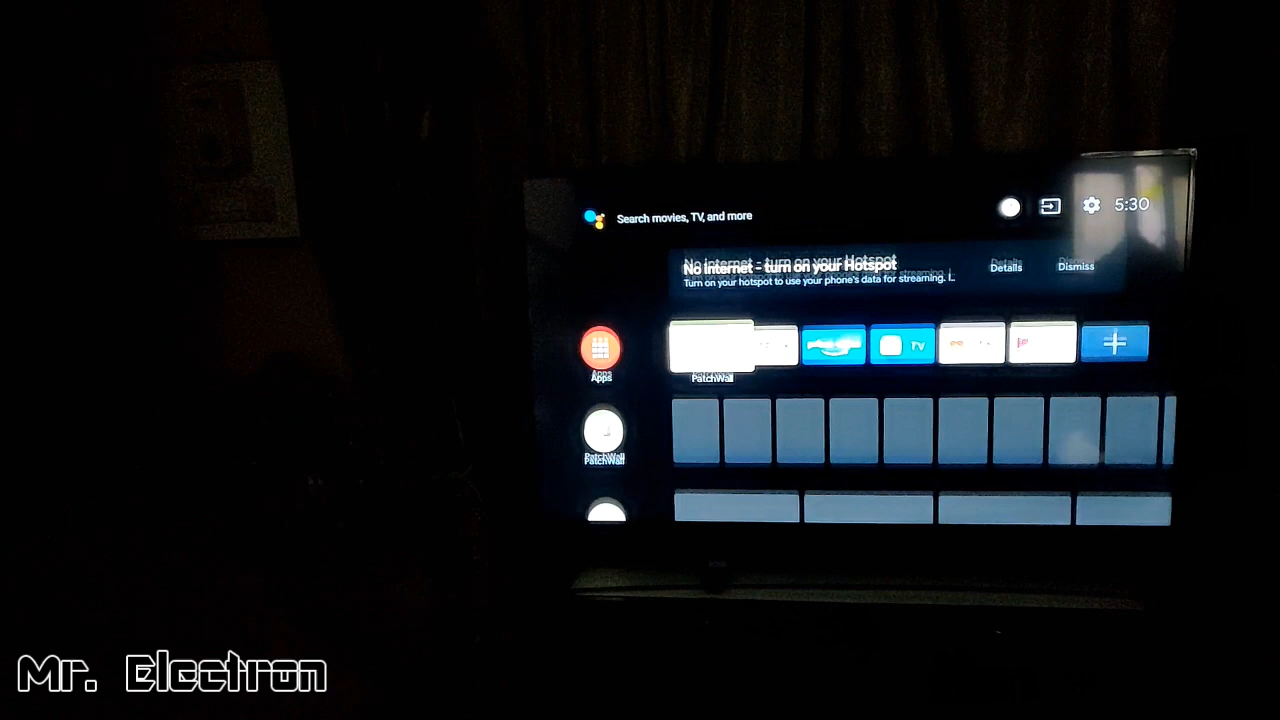 Search movies, TV, and more
5:30
No internet - turn on your Hotspot
Turn on your hotspot to use your phone's data for streaming. I...
Details
Dismiss
tv
Apps
PatchWall
PatchWall
Mr. Electron